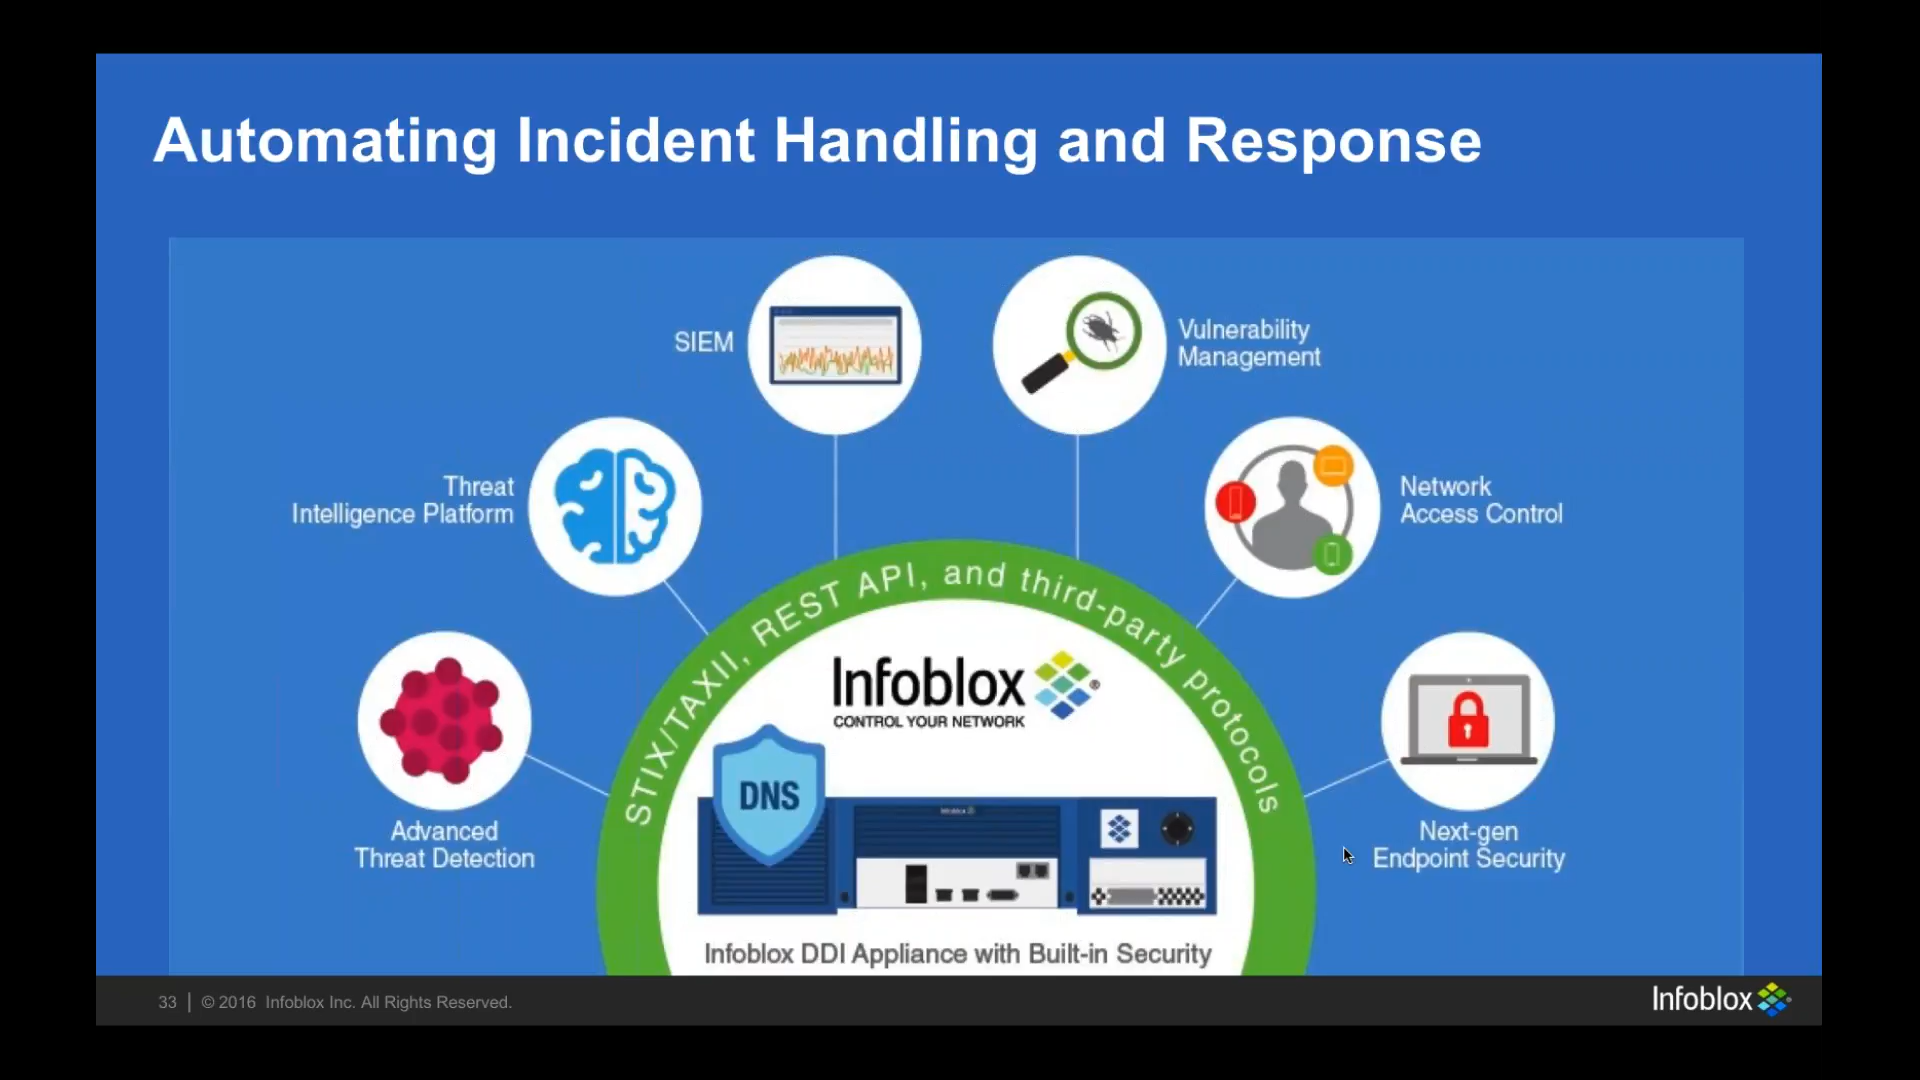 Automating Incident Handling and Response
SIEM
Vulnerability
Management
Threat
Intelligence Platform
Network
Access Control
STIX/TAXII, REST API, and third-party protocols
Infoblox ®
CONTROL YOUR NETWORK
DNS
Infoblox
Advanced
Threat Detection
Next-gen
Endpoint Security
Infoblox DDI Appliance with Built-in Security
33 | © 2016 Infoblox Inc. All Rights Reserved.
Infoblox